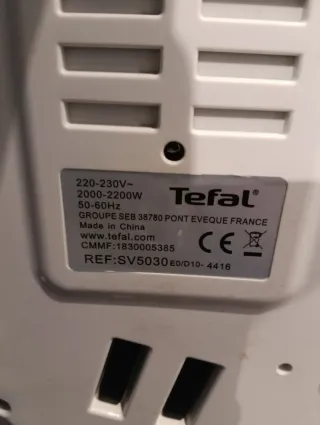 220-230V~
2000-2200W
50-60Hz
Tefal®
GROUPE SEB 38780 PONT EVEQUE FRANCE
Made in China
www.tefal.com
CMMF:1830005385
CE
REF:SV5030 E0/D10- 4416